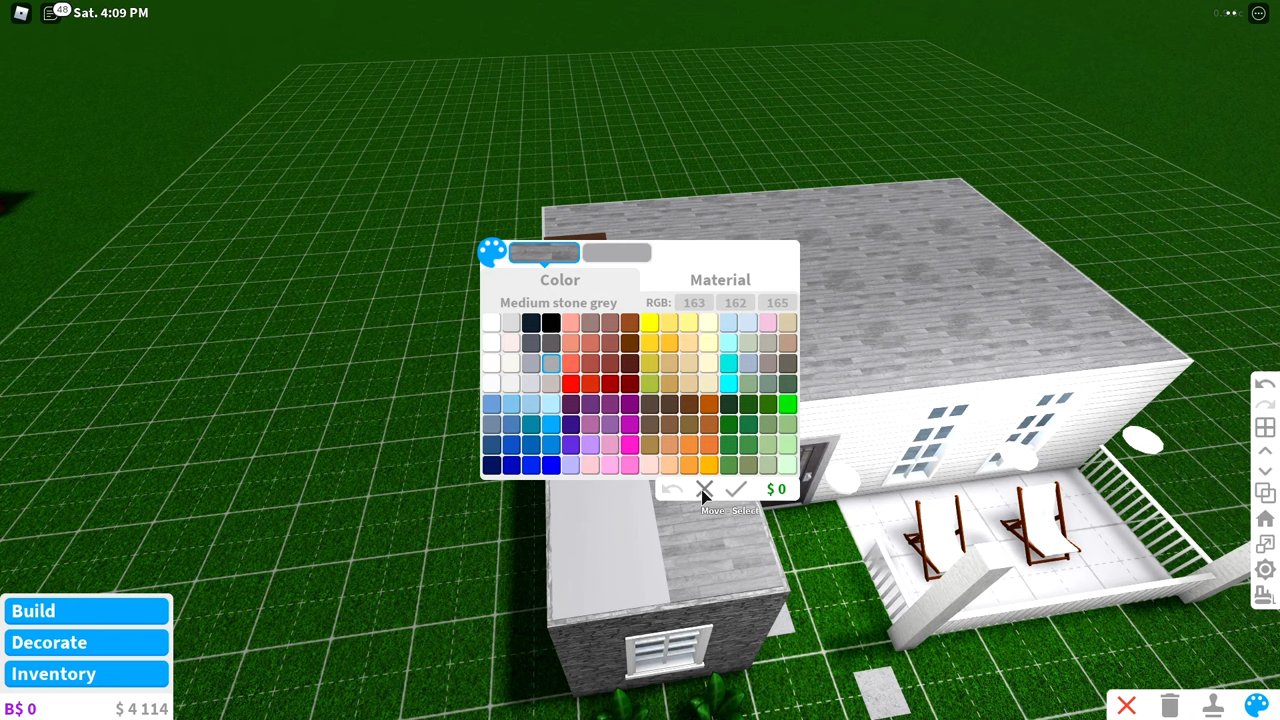 48
Sat. 4:09 PM
Color
Material
Medium stone grey
RGB: 163 162 165
$ 0
Move - Select
Build
Decorate
Inventory
B$ 0
$ 4 114